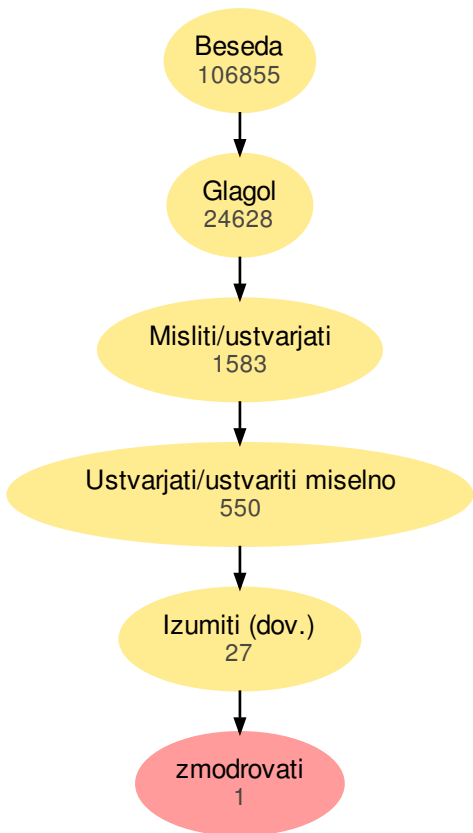 Beseda
106855
Glagol
24628
Misliti/ustvarjati
1583
Ustvarjati/ustvariti miselno
550
Izumiti (dov.)
27
zmodrovati
1